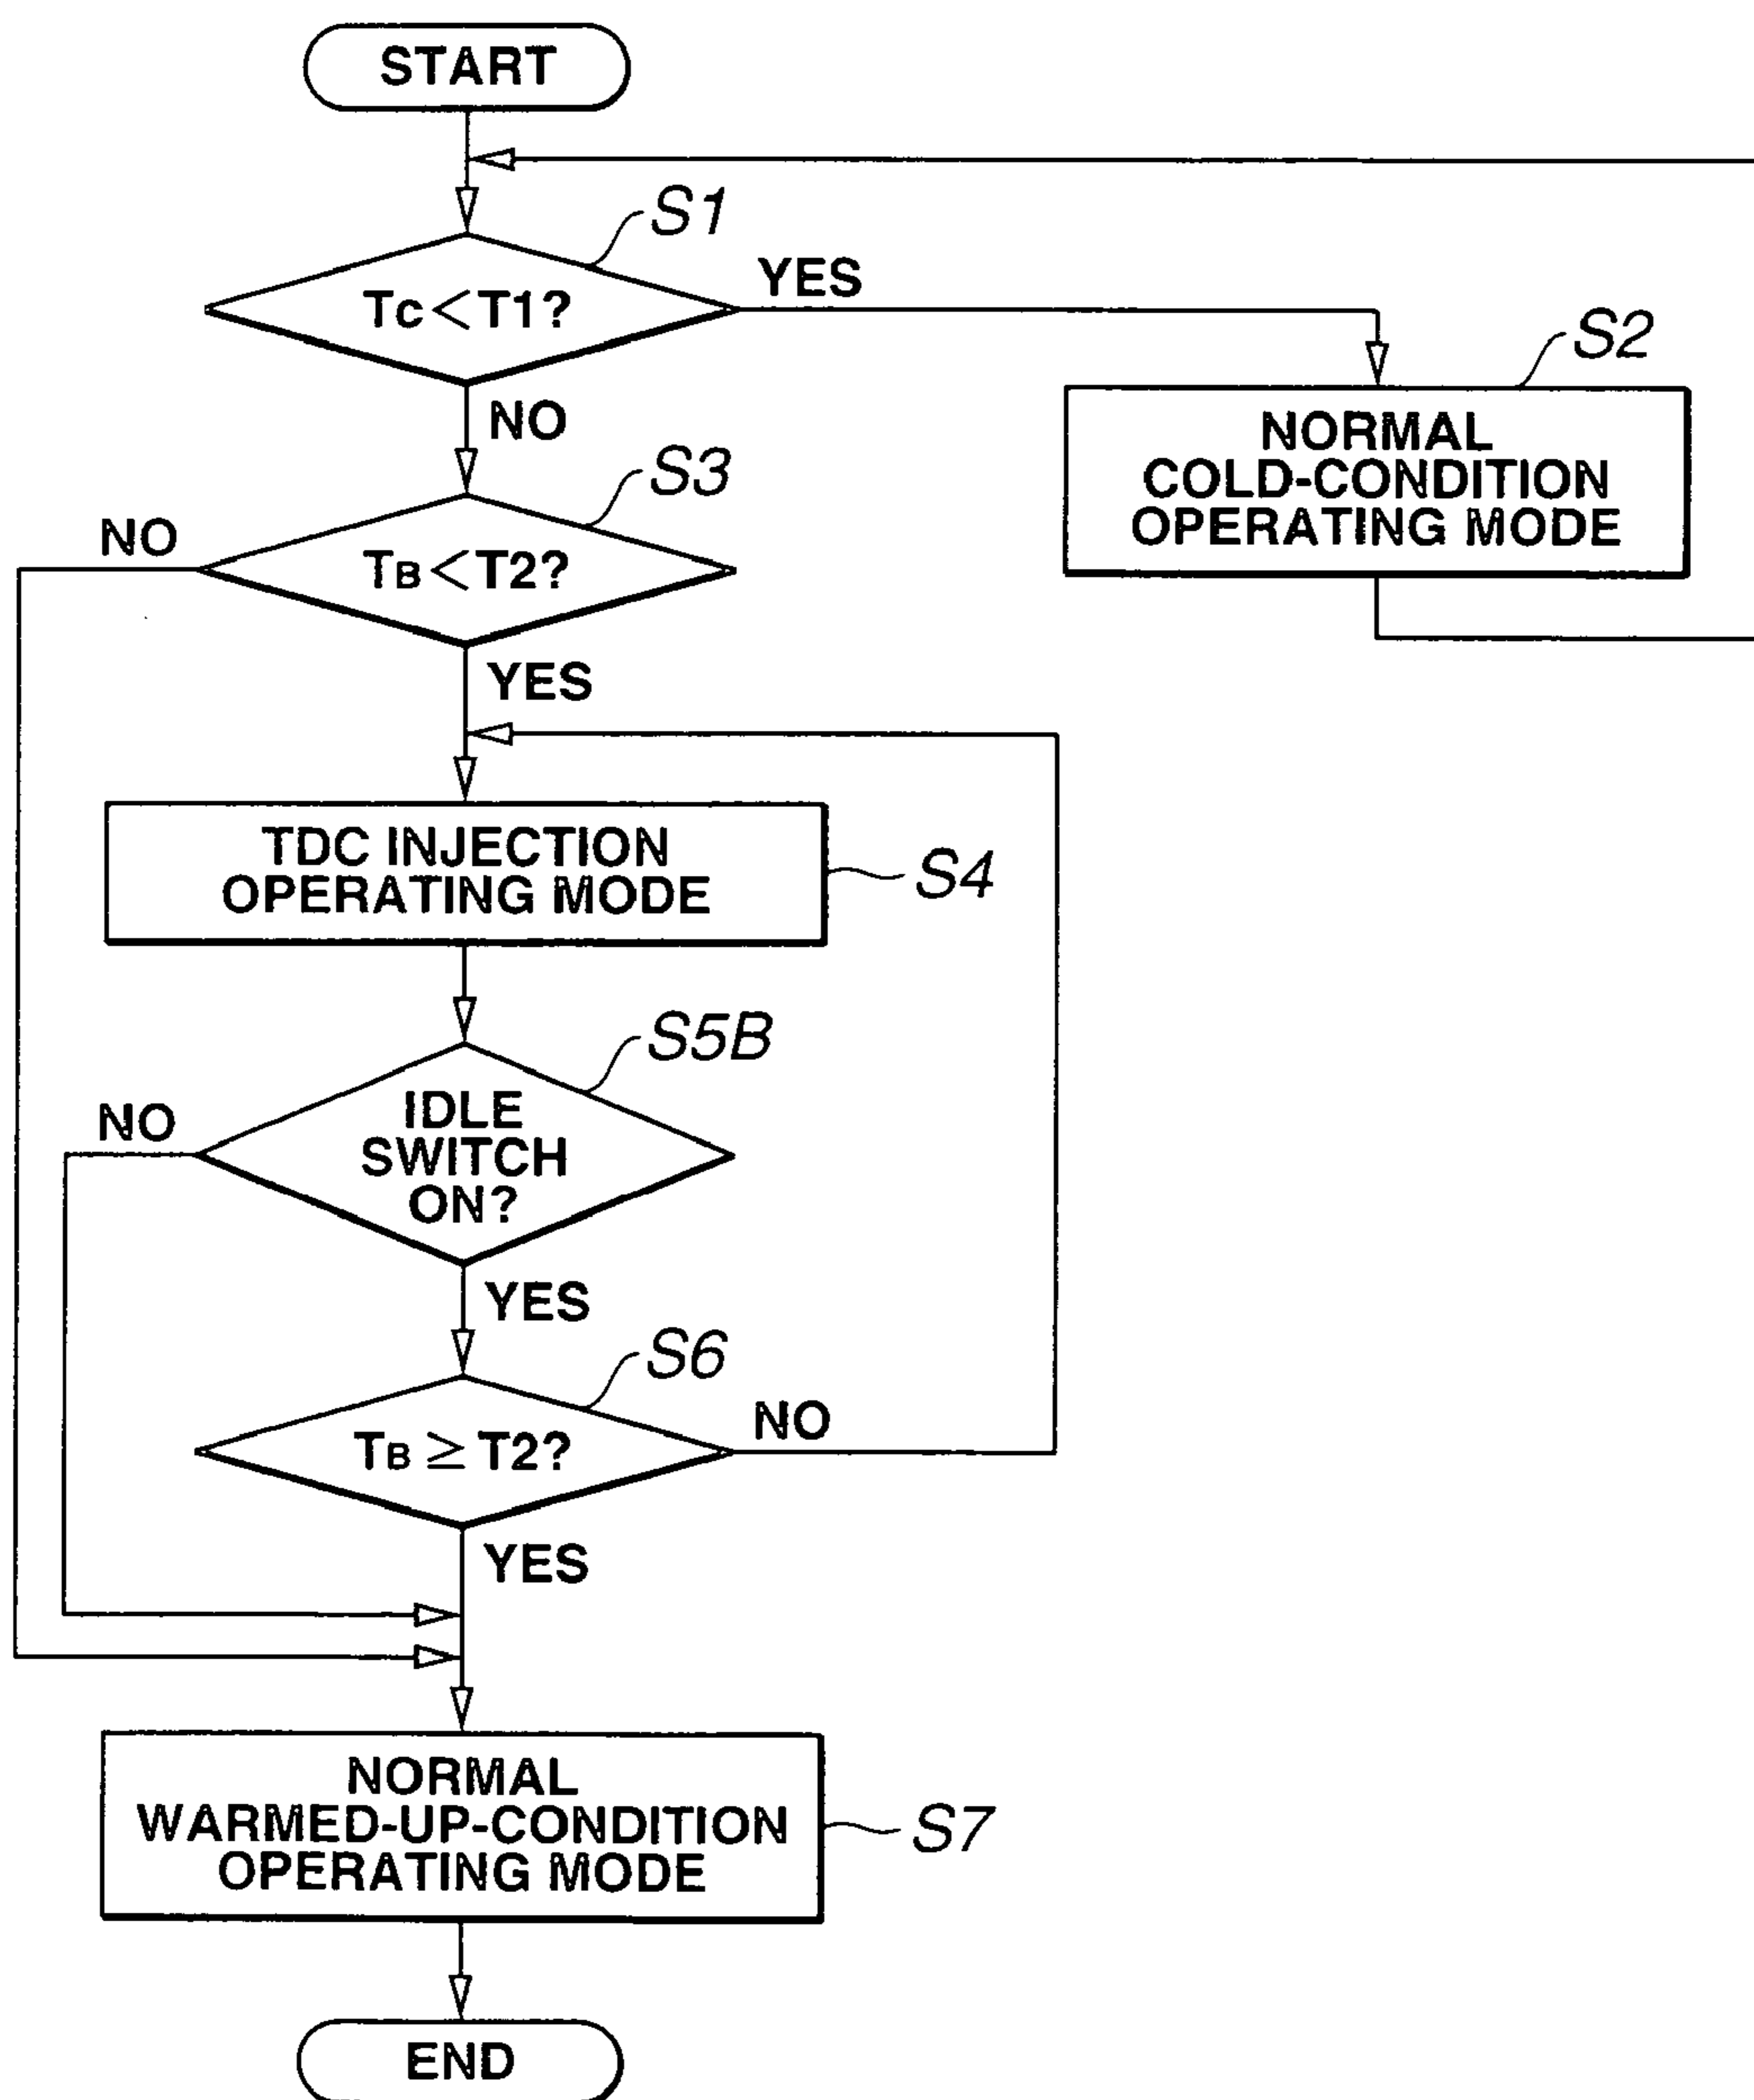 START
S1
Tc<T1?
YES
S2
NORMAL
COLD-CONDITION
OPERATING MODE
NO
S3
NO
TB<T2?
YES
TDC INJECTION
OPERATING MODE
S4
S5B
NO
IDLE
SWITCH
ON?
YES
S6
TB ≥ T2?
NO
YES
NORMAL
WARMED-UP-CONDITION
OPERATING MODE
S7
END